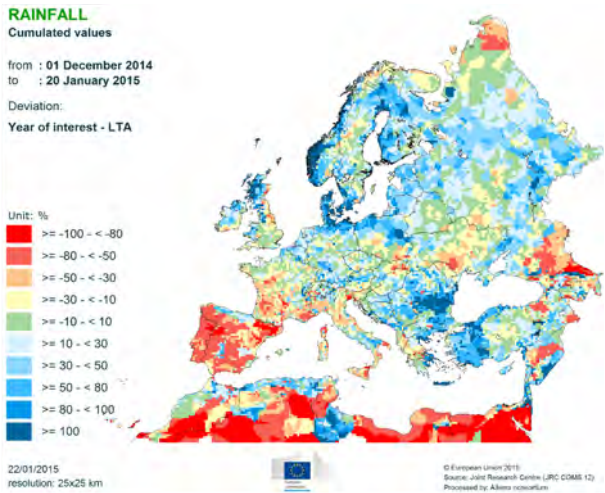 RAINFALL
Cumulated values
from : 01 December 2014
to : 20 January 2015
Deviation:
Year of interest - LTA
Unit: %
>= -100 - < -80
>= -80 - < -50
>= -50 - < -30
>= -30 - < -10
>= -10 - < 10
>= 10 - < 30
>= 30 - < 50
>= 50 - < 80
>= 80 - < 100
>= 100
22/01/2015
resolution: 25x25 km
© European Union 2015
Source: Joint Research Centre (JRC COMS 12)
Processed by: Alterra consortium